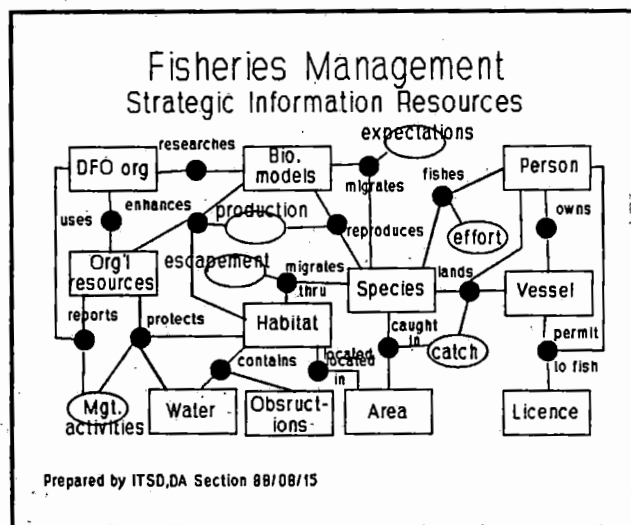 Fisheries Management
Strategic Information Resources
expectations
researches
DFO org
Bio.
models
migrates
fishes
Person
uses
enhances
production
reproduces
effort
owns
Org'l
resources
escapement
migrates
thru
Species
lands
Vessel
reports
protects
Habitat
located
located
in
caught
in
catch
permit
to fish
contains
Mgt.
activities
Water
Obsruct-
ions
Area
Licence
Prepared by ITSD,DA Section 88/08/15